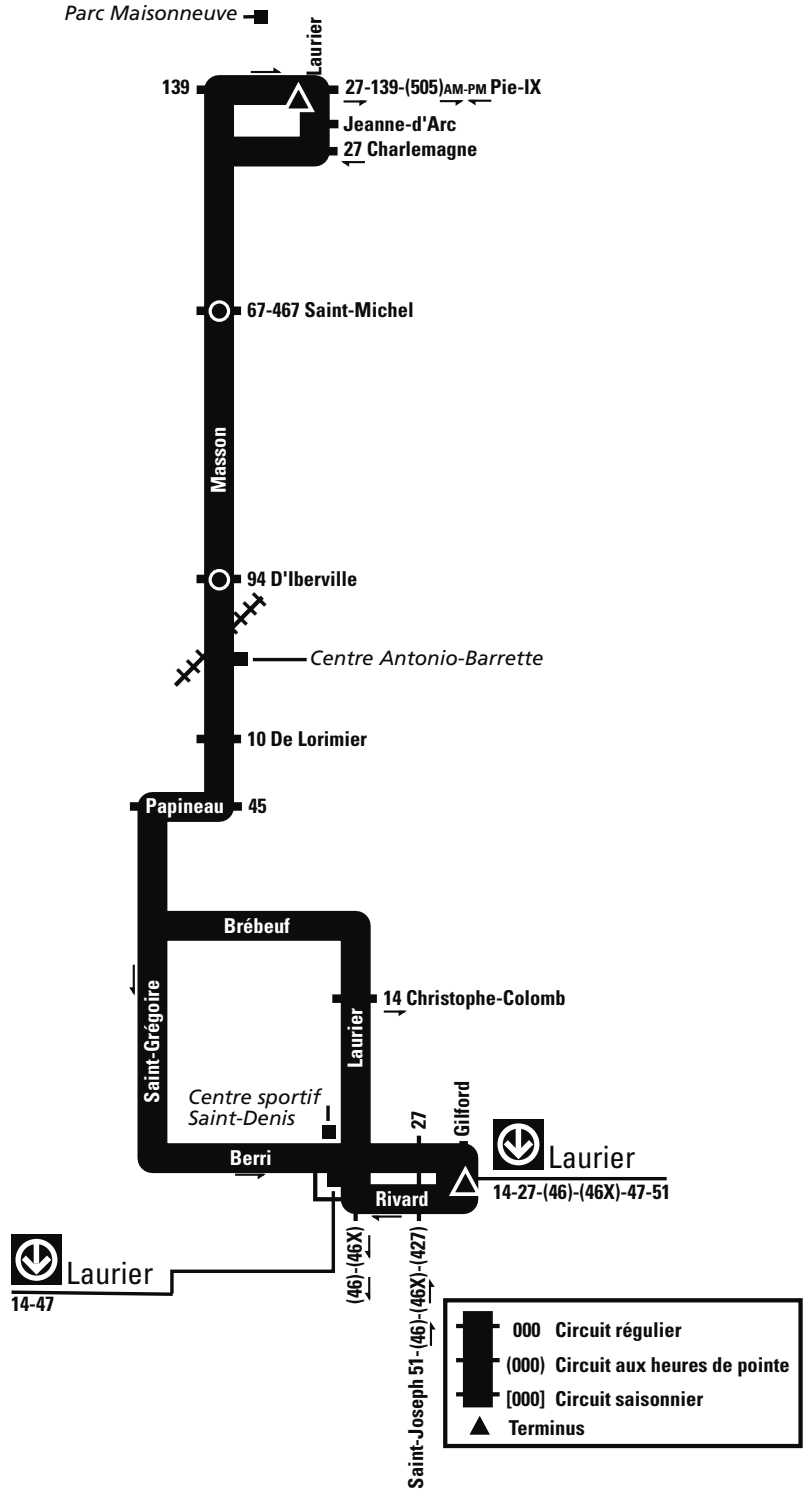 Parc Maisonneuve
Laurier
139
27-139-(505)AM-PM Pie-IX
Jeanne-d'Arc
27 Charlemagne
67-467 Saint-Michel
Masson
94 D'Iberville
Centre Antonio-Barrette
10 De Lorimier
Papineau
45
Brébeuf
Saint-Grégoire
Laurier
14 Christophe-Colomb
Centre sportif
Saint-Denis
27
Gilford
Berri
Laurier
14-27-(46)-(46X)-47-51
Rivard
Laurier
14-47
(46)-(46X)
Saint-Joseph 51-(46)-(46X)-(427)
000 Circuit régulier
(000) Circuit aux heures de pointe
[000] Circuit saisonnier
Terminus